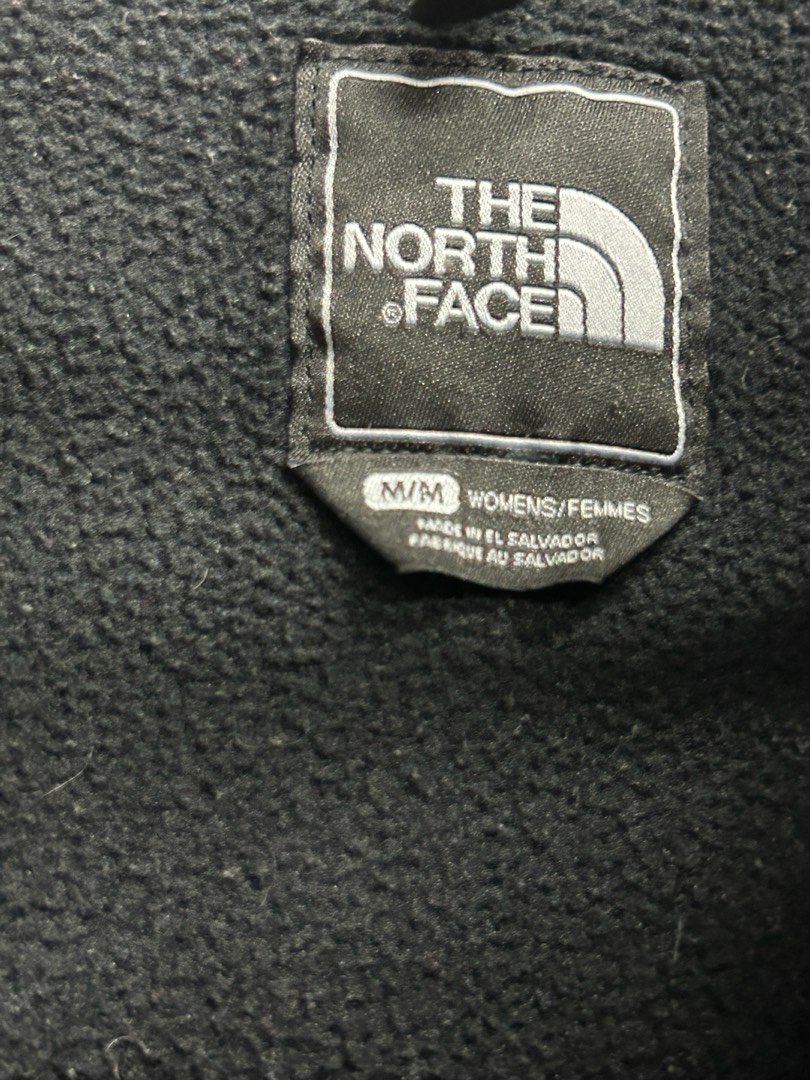 THE
NORTH
®FACE
M/M WOMENS/FEMMES
MADE IN EL SALVADOR
FABRIQUE AU SALVADOR